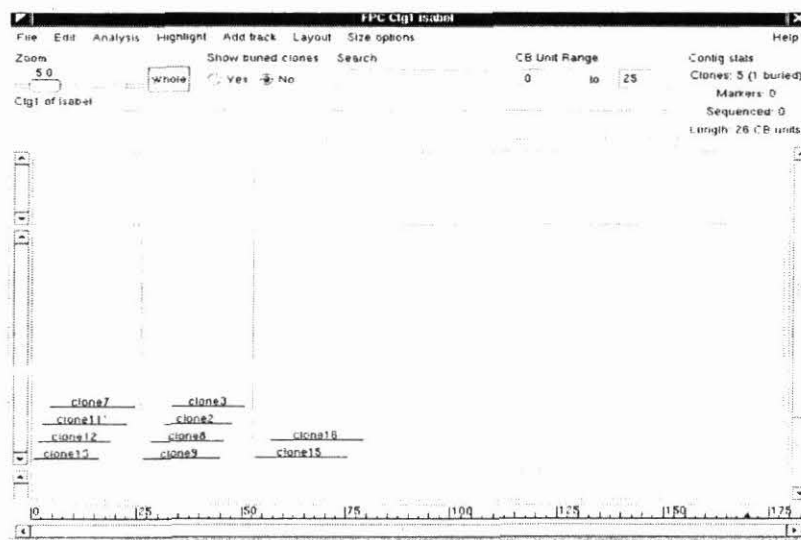 FPC Ctg1 isabel
File Edit Analysis Highlight Add track Layout Size options Help
Zoom Show buried clones Search CB Unit Range Contig stats
5.0 Whole Yes No 0 to 25 Clones: 5 (1 buried)
Markers: 0
Ctg1 of isabel
Sequenced: 0
Length: 26 CB units
clone7 clone3
clone11* clone2
clone12 clone8 clone16
clone9 clone15
0 25 50 75 100 125 150 175